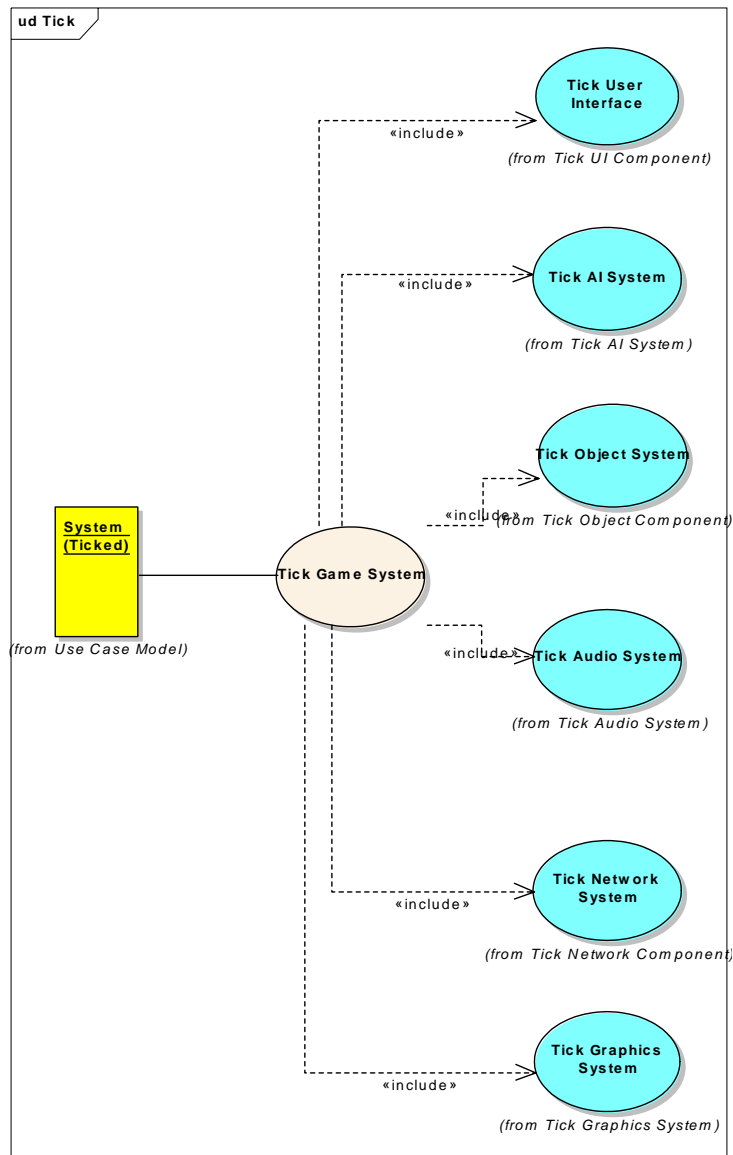 ud Tick
Tick User
Interface
«include»
(from Tick UI Component)
«include»
Tick AI System
(from Tick AI System)
Tick Object System
«include»
(from Tick Object Component)
System
(Ticked)
(from Use Case Model)
Tick Game System
«include»
Tick Audio System
(from Tick Audio System)
Tick Network
System
«include»
(from Tick Network Component)
Tick Graphics
System
«include»
(from Tick Graphics System)